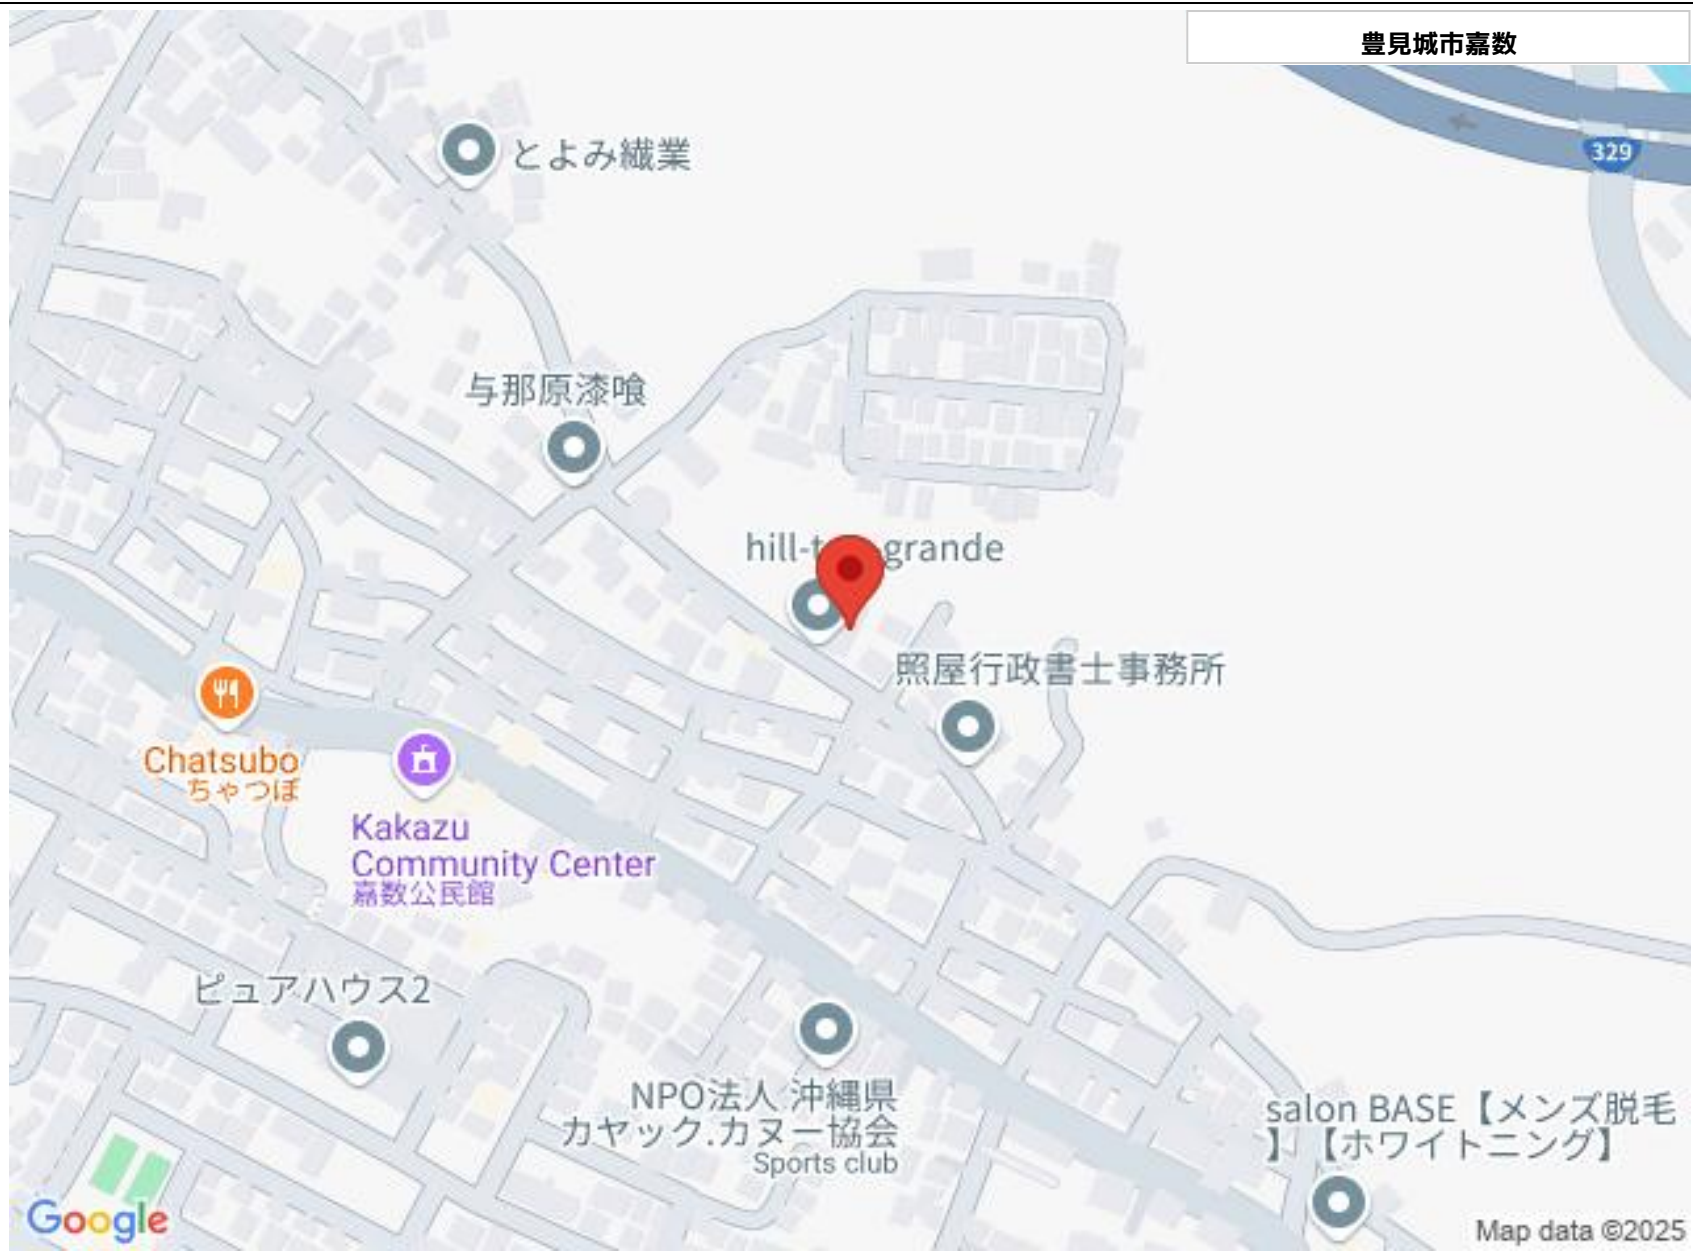 豊見城市嘉数
329
とよみ繊業
与那原漆喰
grande
照屋行政書士事務所
Chatsubo
ちゃつぼ
Kakazu
Community Center
嘉数公民館
ピュアハウス2
NPO法人 沖縄県
カヤック.カヌー協会
Sports club
salon BASE【メンズ脱毛
】【ホワイトニング】
Google
Map data ©2025